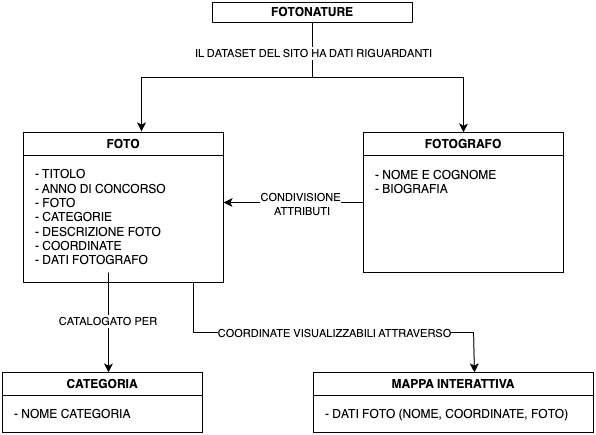 FOTONATURE
IL DATASET DEL SITO HA DATI RIGUARDANTI
FOTO
- TITOLO
- ANNO DI CONCORSO
- FOTO
- CATEGORIE
- DESCRIZIONE FOTO
- COORDINATE
- DATI FOTOGRAFO
FOTOGRAFO
- NOME E COGNOME
- BIOGRAFIA
CONDIVISIONE
ATTRIBUTI
CATALOGATO PER
COORDINATE VISUALIZZABILI ATTRAVERSO
CATEGORIA
- NOME CATEGORIA
MAPPA INTERATTIVA
- DATI FOTO (NOME, COORDINATE, FOTO)